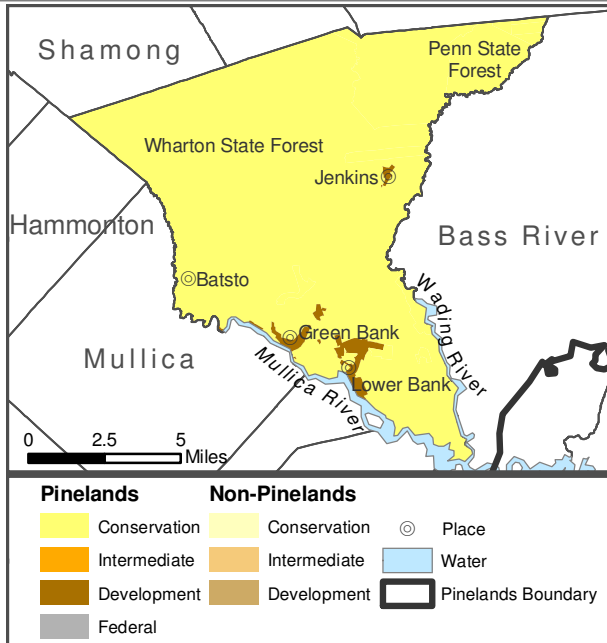 Shamong
Penn State
Forest
Wharton State Forest
Jenkins
Hammonton
Bass River
Batsto
Wading River
Green Bank
Mullica
Mullica River
Lower Bank
0 2.5 5
Miles
Pinelands Non-Pinelands
Conservation Conservation Place
Intermediate Intermediate Water
Development Development Pinelands Boundary
Federal